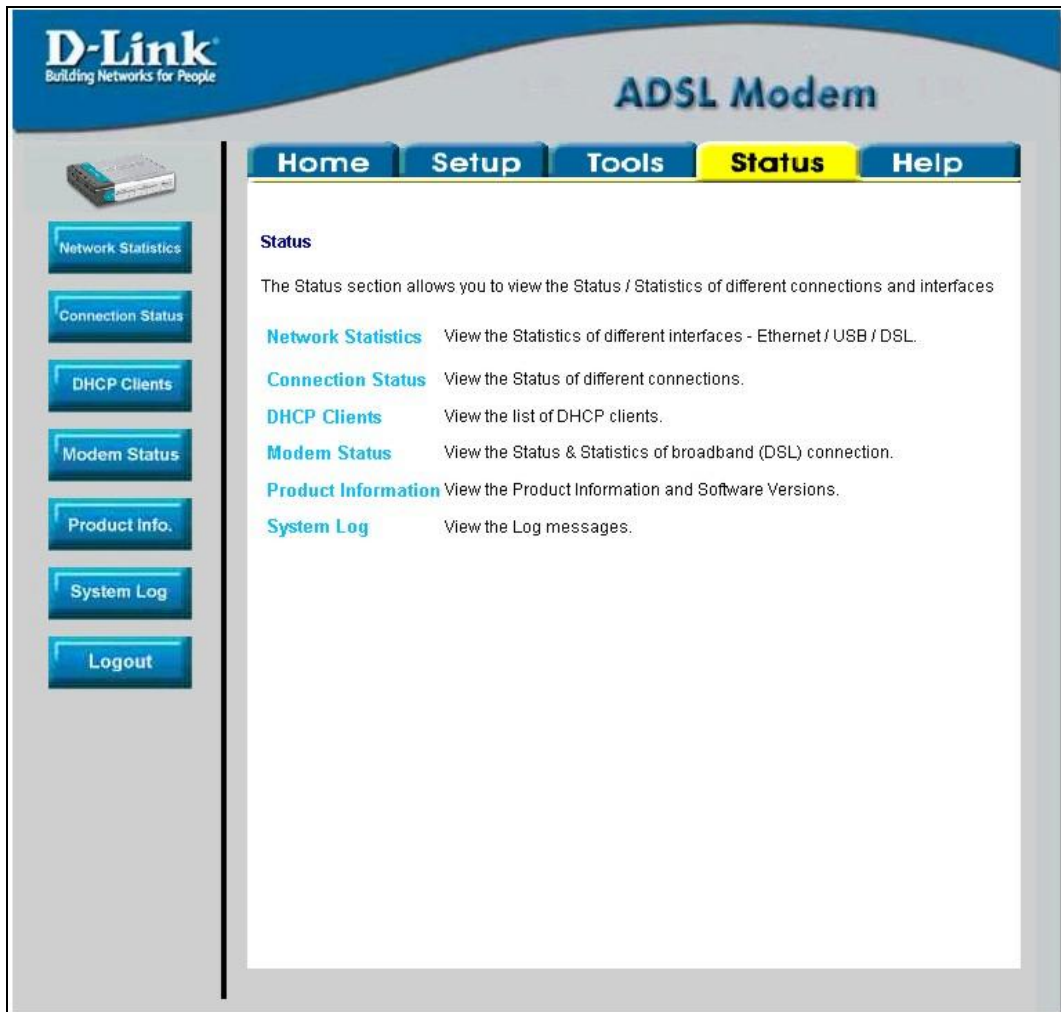 D-Link
Building Networks for People
ADSL Modem
Home
Setup
Tools
Status
Help
Network Statistics
Connection Status
DHCP Clients
Modem Status
Product Info.
System Log
Logout
Status
The Status section allows you to view the Status / Statistics of different connections and interfaces
Network Statistics View the Statistics of different interfaces - Ethernet / USB / DSL.
Connection Status View the Status of different connections.
DHCP Clients View the list of DHCP clients.
Modem Status View the Status & Statistics of broadband (DSL) connection.
Product Information View the Product Information and Software Versions.
System Log View the Log messages.